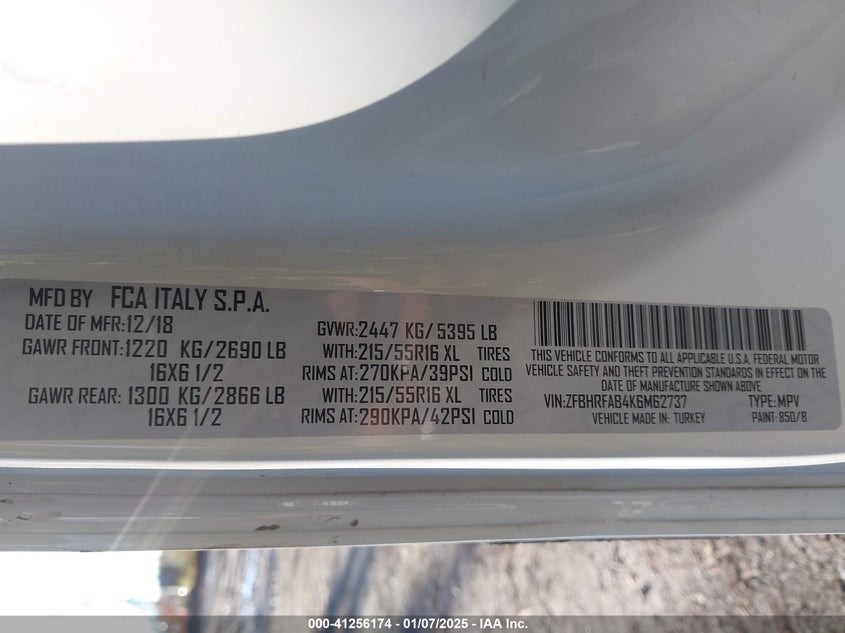 MFD BY FCA ITALY S.P.A.
DATE OF MFR:12/18
GAWR FRONT:1220 KG/2690 LB
16X6 1/2
GAWR REAR: 1300 KG/2866 LB
16X6 1/2
GVWR:2447 KG/5395 LB
WITH:215/55R16 XL TIRES
RIMS AT:270KPA/39PSI COLD
WITH:215/55R16 XL TIRES
RIMS AT:290KPA/42PSI COLD
THIS VEHICLE CONFORMS TO ALL APPLICABLE U.S.A. FEDERAL MOTOR
VEHICLE SAFETY AND THEFT PREVENTION STANDARDS IN EFFECT ON THE
DATE OF MANUFACTURE SHOWN ABOVE
VIN:ZFBHRFAB4K6M62737 TYPE:MPV
VEHICLE MADE IN: TURKEY PAINT: 850/B
000-41256174 — 01/07/2025 — IAA Inc.